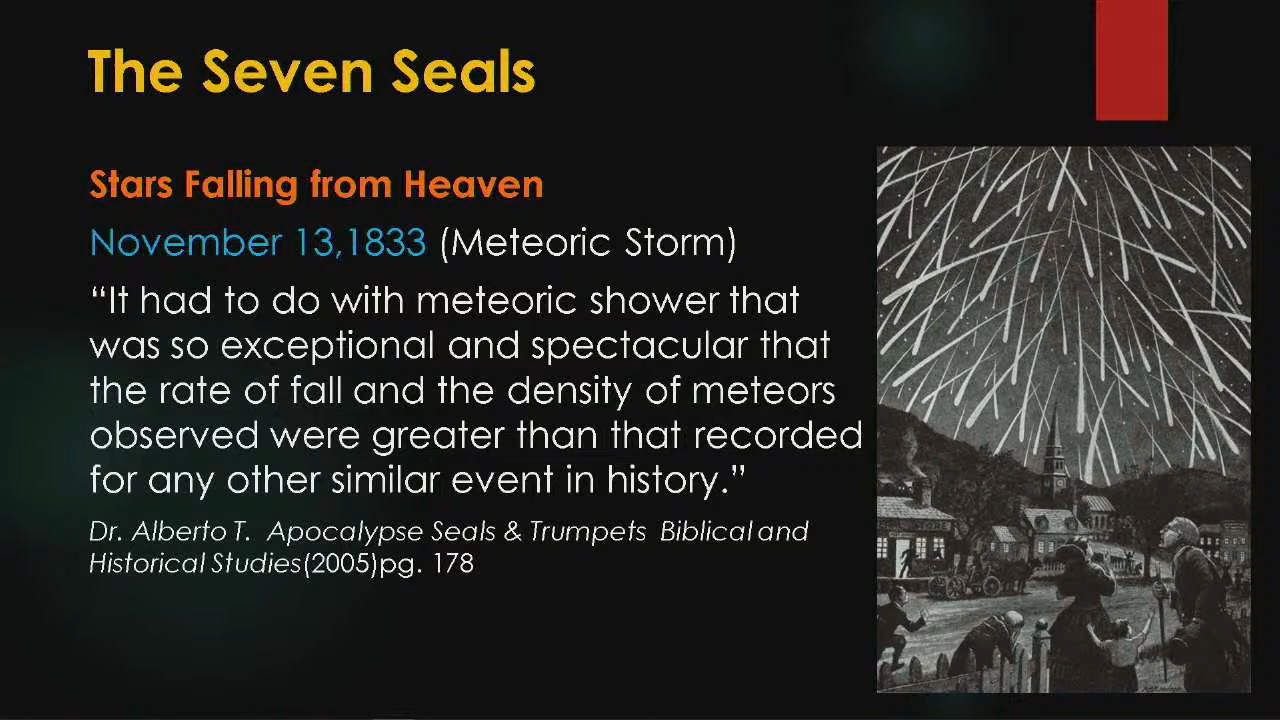 The Seven Seals
Stars Falling from Heaven
November 13,1833 (Meteoric Storm)
“It had to do with meteoric shower that
was so exceptional and spectacular that
the rate of fall and the density of meteors
observed were greater than that recorded
for any other similar event in history.”
Dr. Alberto T. Apocalypse Seals & Trumpets Biblical and
Historical Studies(2005)pg. 178